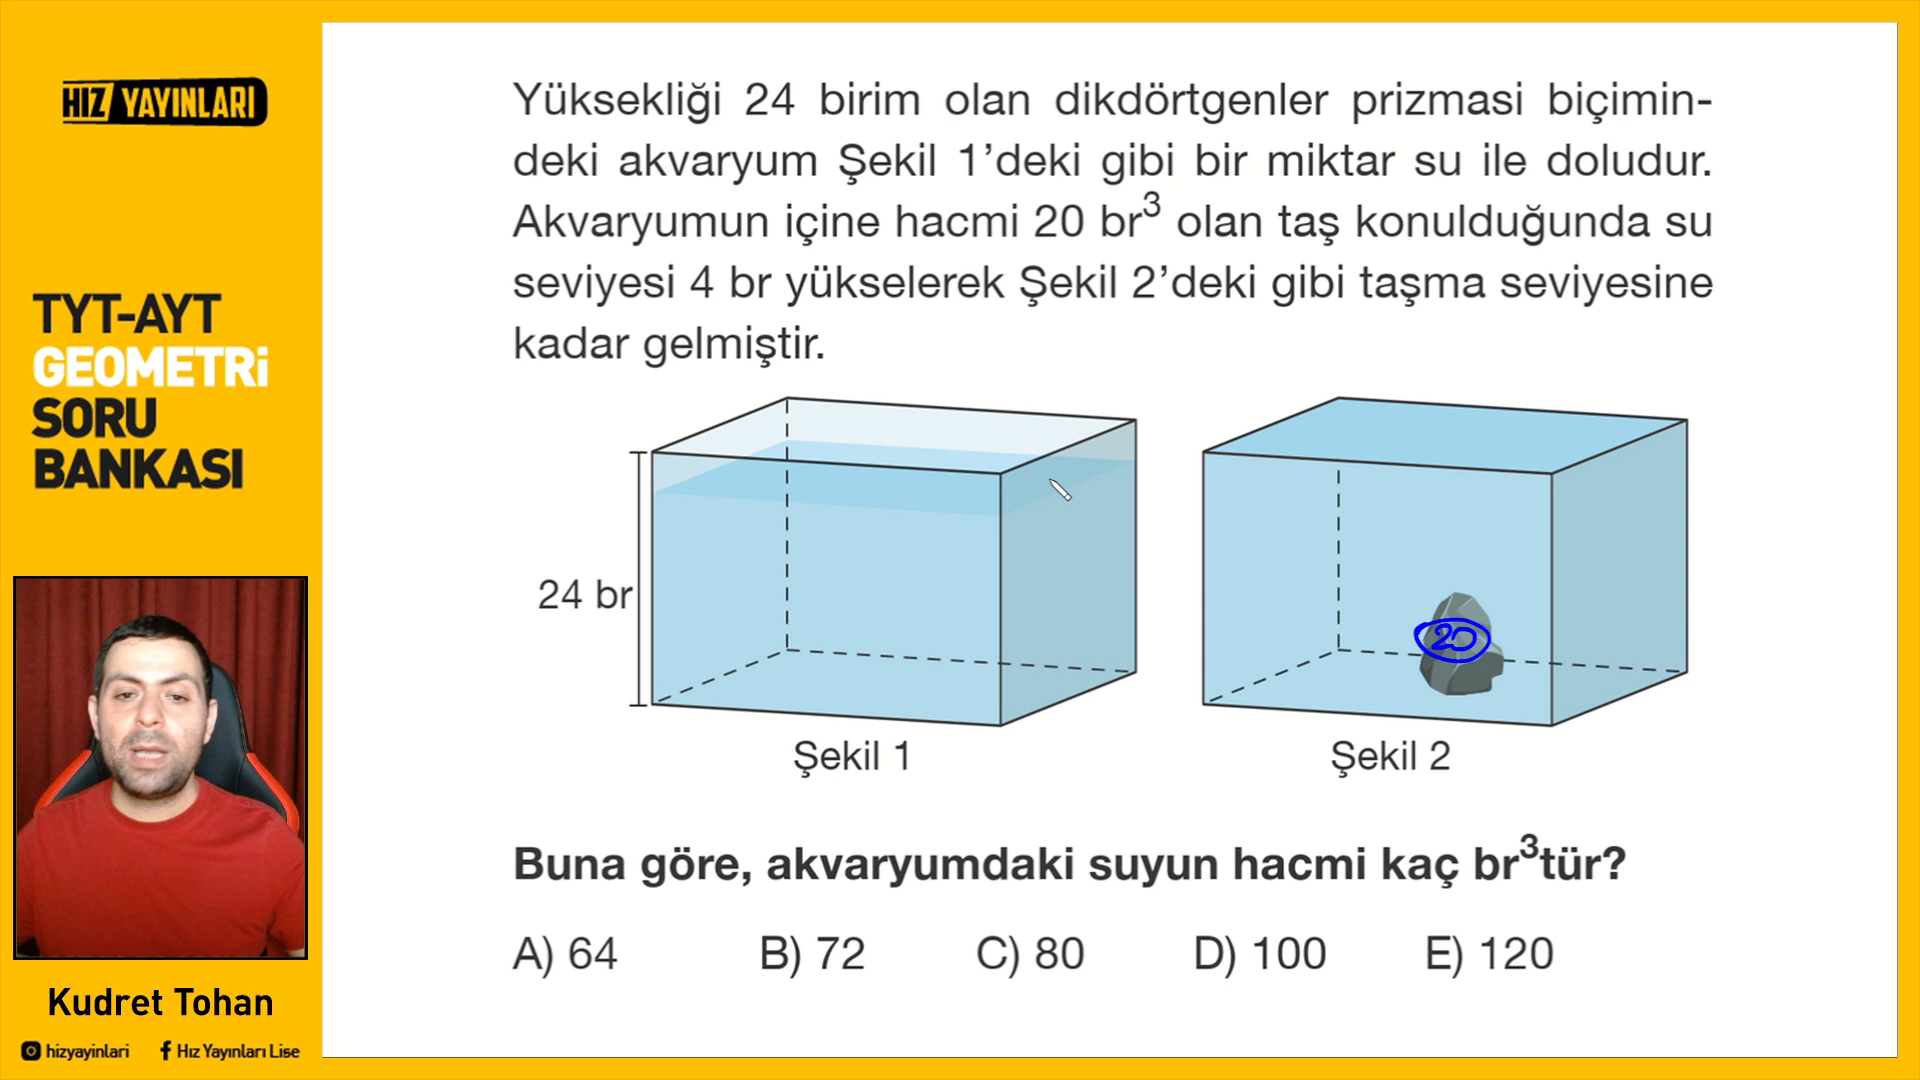 HIZ YAYINLARI
TYT-AYT
GEOMETRİ
SORU
BANKASI
Kudret Tohan
hizyayinlari
Hız Yayınları Lise
Yüksekliği 24 birim olan dikdörtgenler prizmasi biçimin-
deki akvaryum Şekil 1’deki gibi bir miktar su ile doludur.
Akvaryumun içine hacmi 20 br³ olan taş konulduğunda su
seviyesi 4 br yükselerek Şekil 2’deki gibi taşma seviyesine
kadar gelmiştir.
24 br
20
Şekil 1
Şekil 2
Buna göre, akvaryumdaki suyun hacmi kaç br³tür?
A) 64 B) 72 C) 80 D) 100 E) 120